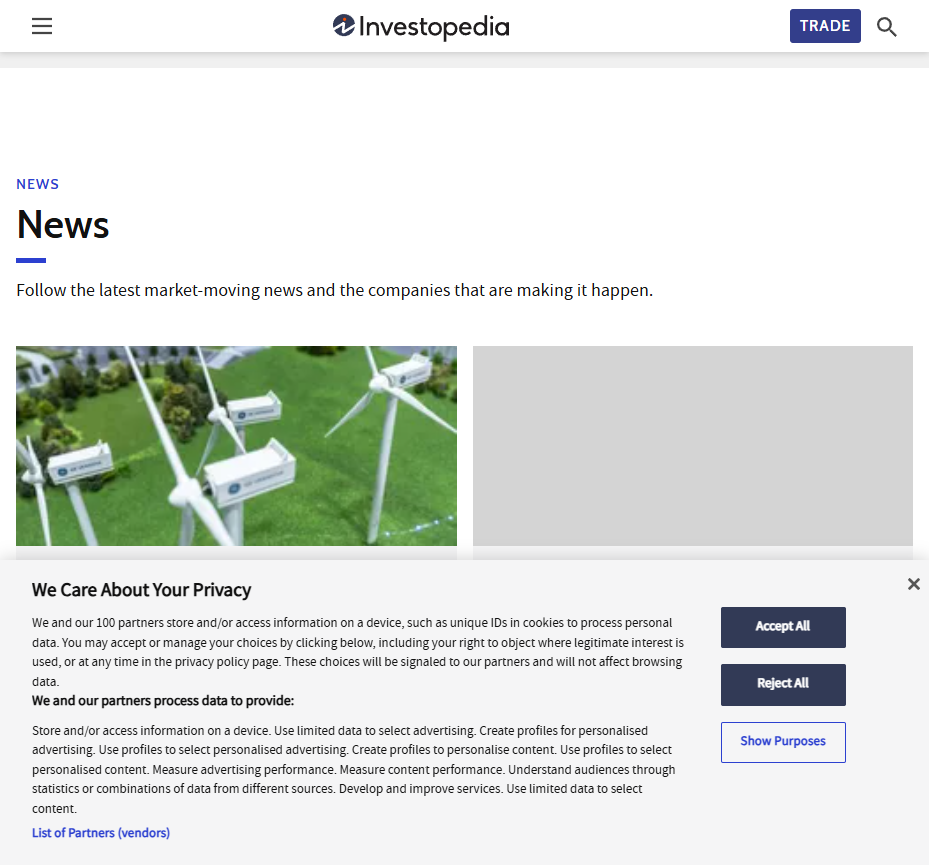 Investopedia
TRADE
NEWS
News
Follow the latest market-moving news and the companies that are making it happen.
We Care About Your Privacy
We and our 100 partners store and/or access information on a device, such as unique IDs in cookies to process personal
data. You may accept or manage your choices by clicking below, including your right to object where legitimate interest is
used, or at any time in the privacy policy page. These choices will be signaled to our partners and will not affect browsing
data.
We and our partners process data to provide:
Store and/or access information on a device. Use limited data to select advertising. Create profiles for personalised
advertising. Use profiles to select personalised advertising. Create profiles to personalise content. Use profiles to select
personalised content. Measure advertising performance. Measure content performance. Understand audiences through
statistics or combinations of data from different sources. Develop and improve services. Use limited data to select
content.
List of Partners (vendors)
Accept All
Reject All
Show Purposes